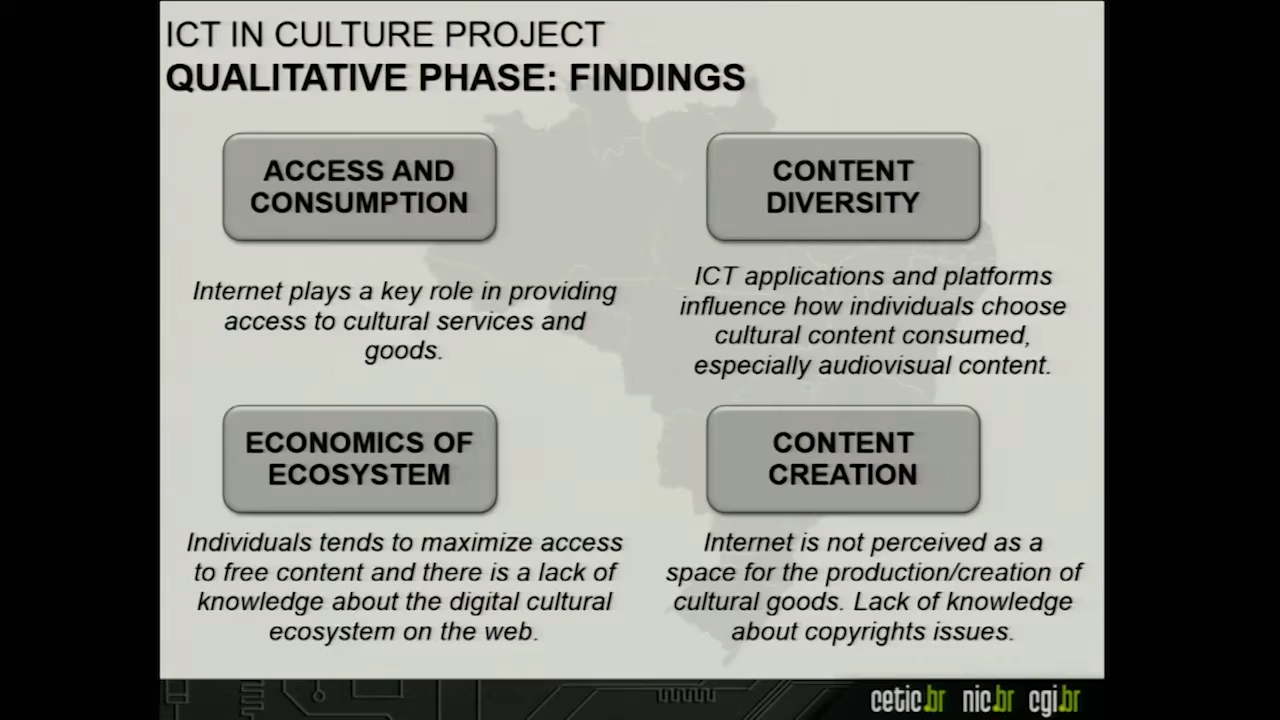 ICT IN CULTURE PROJECT
QUALITATIVE PHASE: FINDINGS
ACCESS AND
CONSUMPTION
Internet plays a key role in providing
access to cultural services and
goods.
CONTENT
DIVERSITY
ICT applications and platforms
influence how individuals choose
cultural content consumed,
especially audiovisual content.
ECONOMICS OF
ECOSYSTEM
Individuals tends to maximize access
to free content and there is a lack of
knowledge about the digital cultural
ecosystem on the web.
CONTENT
CREATION
Internet is not perceived as a
space for the production/creation of
cultural goods. Lack of knowledge
about copyrights issues.
cetic.br nic.br cgi.br